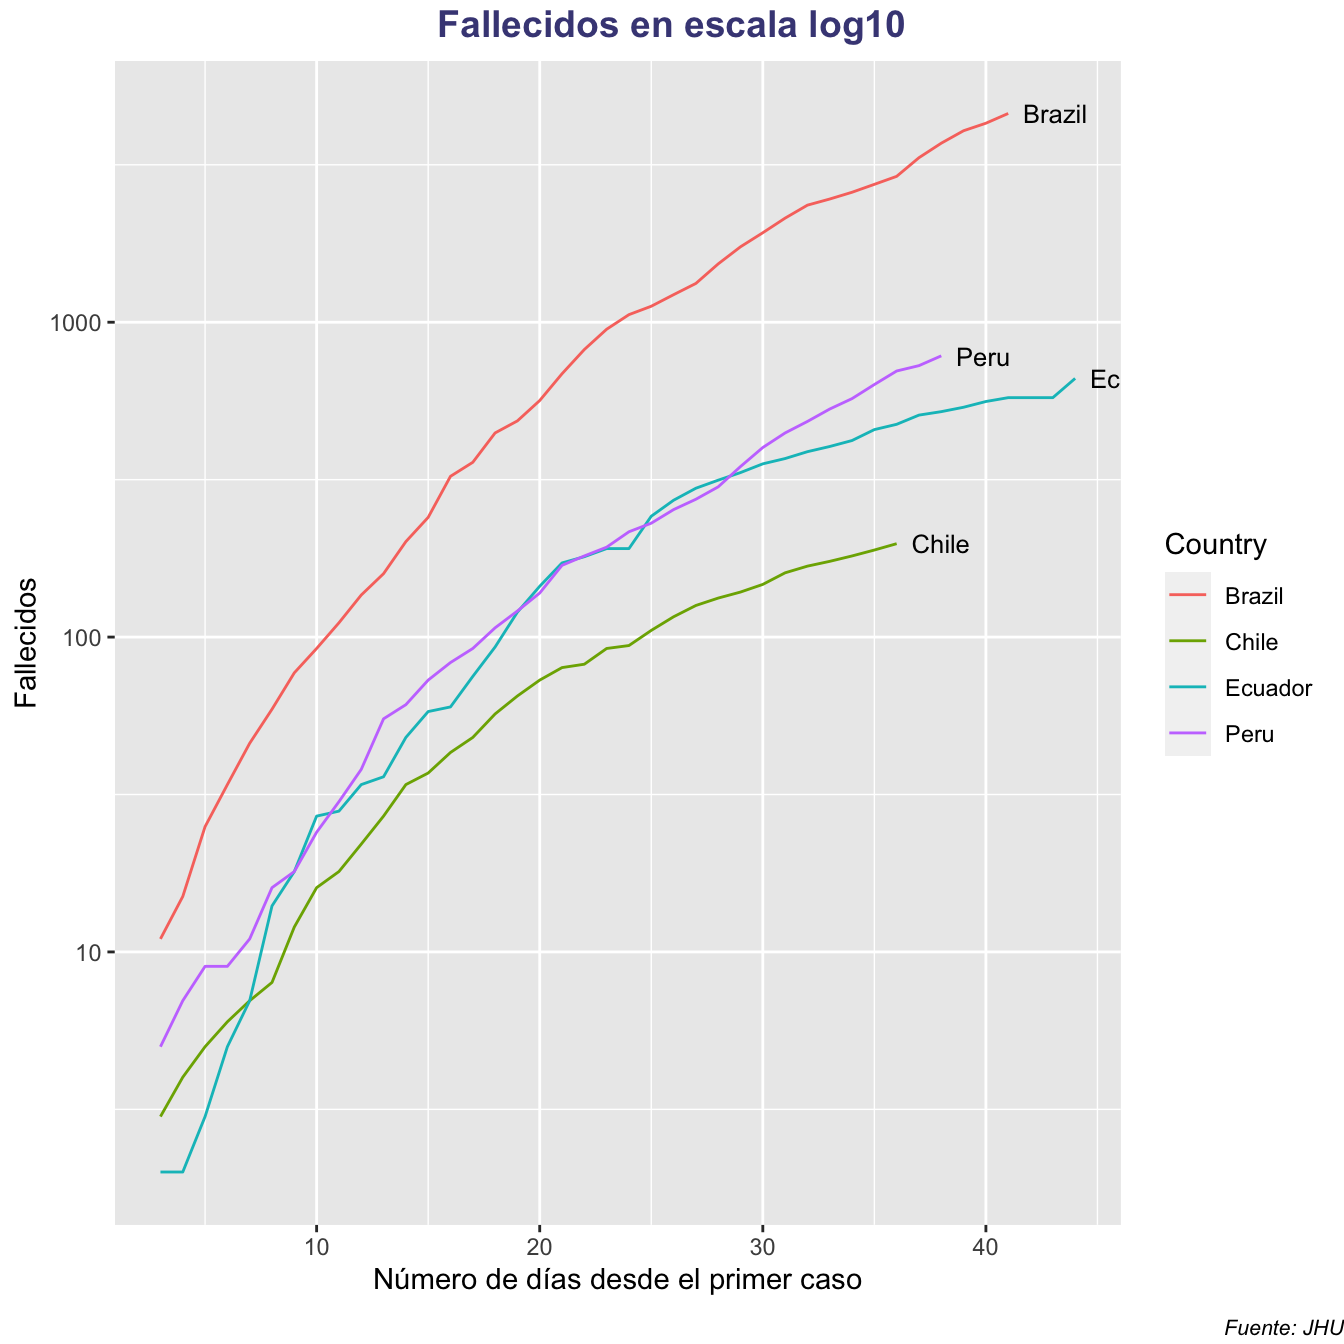 Fallecidos en escala log10
Fallecidos
1000
100
10
Brazil
Peru
Ec
Chile
10 20 30 40
Número de días desde el primer caso
Country
Brazil
Chile
Ecuador
Peru
Fuente: JHU